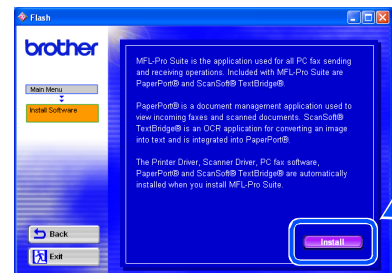 Flash
brother
Main Menu
Install Software
MFL-Pro Suite is the application used for all PC fax sending
and receiving operations. Included with MFL-Pro Suite are
PaperPort® and ScanSoft® TextBridge®.
PaperPort® is a document management application used to
view incoming faxes and scanned documents. ScanSoft®
TextBridge® is an OCR application for converting an image
into text and is integrated into PaperPort®.
The Printer Driver, Scanner Driver, PC fax software,
PaperPort® and ScanSoft® TextBridge® are automatically
installed when you install MFL-Pro Suite.
Back
Exit
Install